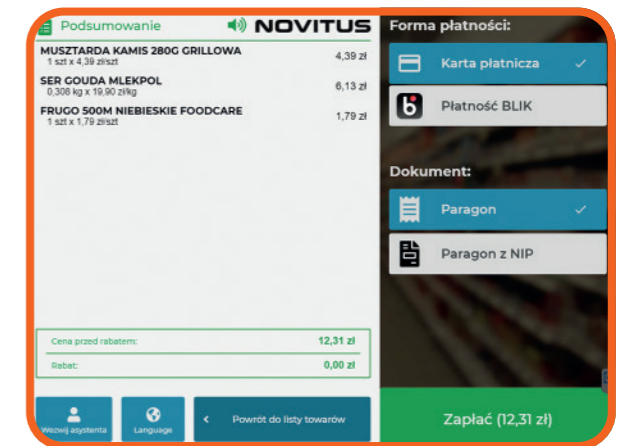 Podsumowanie
NOVITUS
MUSZTARDA KAMIS 280G GRILLOWA
1 szt x 4,39 zł/szt
4,39 zł
SER GOUDA MLEKPOL
0,308 kg x 19,90 zł/kg
6,13 zł
FRUGO 500M NIEBIESKIE FOODCARE
1 szt x 1,79 zł/szt
1,79 zł
Cena przed rabatem:
12,31 zł
Rabat:
0,00 zł
Wezwij asystenta
Language
Powrót do listy towarów
Forma płatności:
Karta płatnicza
Płatność BLIK
Dokument:
Paragon
Paragon z NIP
Zapłać (12,31 zł)